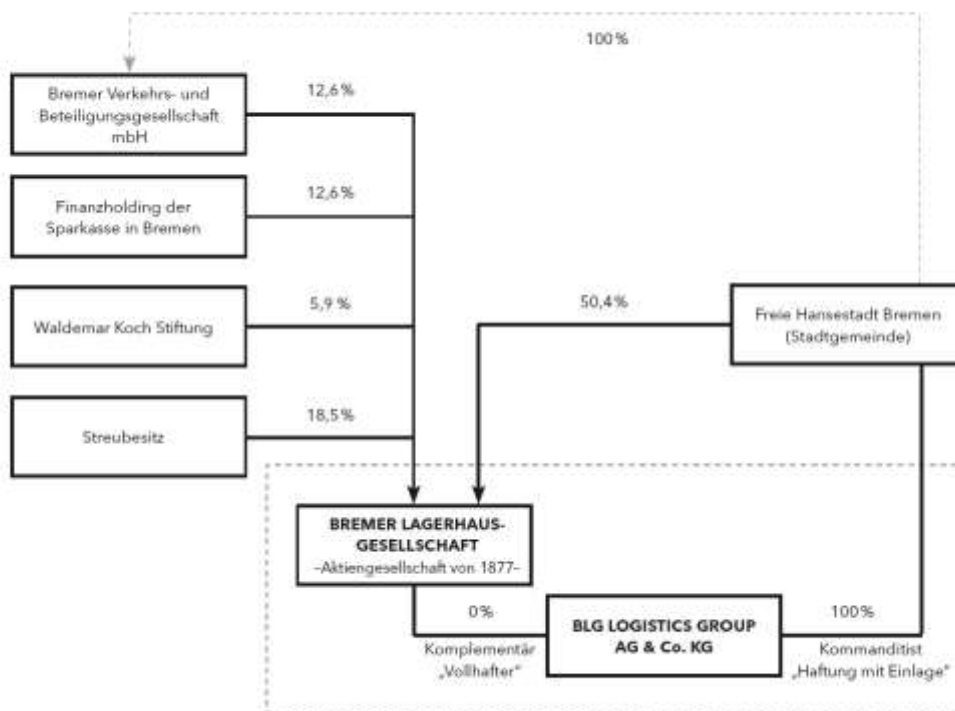 100%
Bremer Verkehrs- und
Beteiligungsgesellschaft
mbH
12,6%
Finanzholding der
Sparkasse in Bremen
12,6%
Waldemar Koch Stiftung
5,9%
50,4%
Freie Hansestadt Bremen
(Stadtgemeinde)
Streubesitz
18,5%
BREMER LAGERHAUS-
GESELLSCHAFT
–Aktiengesellschaft von 1877–
0%
Komplementär
„Vollhafter“
BLG LOGISTICS GROUP
AG & Co. KG
100%
Kommanditist
„Haftung mit Einlage“